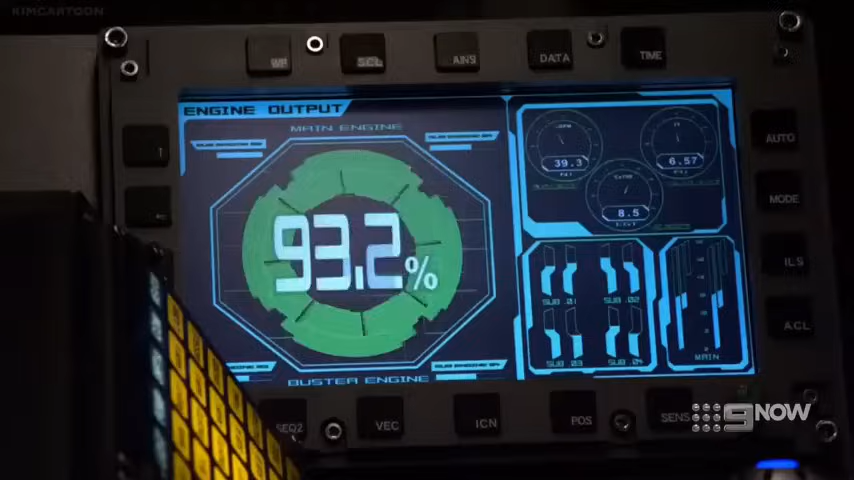 KIMCARTOON
WP SCL AINS DATA TIME
ENGINE OUTPUT
MAIN ENGINE
93.2%
BUSTER ENGINE
39.3
6.57
8.5
SUB .01 SUB .02
SUB .03 SUB .04
MAIN
AUTO
MODE
ILS
ACL
SEQ2 VEC ICN POS SENS
9NOW